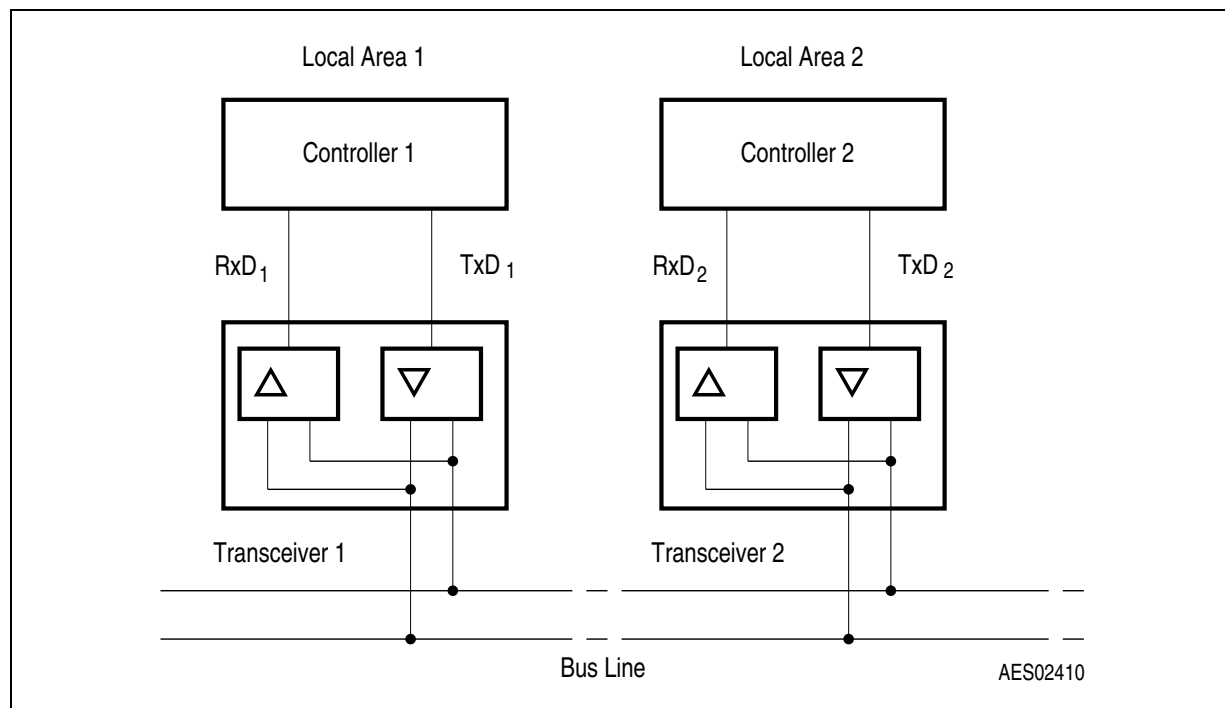 Local Area 1
Local Area 2
Controller 1
Controller 2
RxD1
TxD 1
RxD2
TxD 2
Transceiver 1
Transceiver 2
Bus Line
AES02410